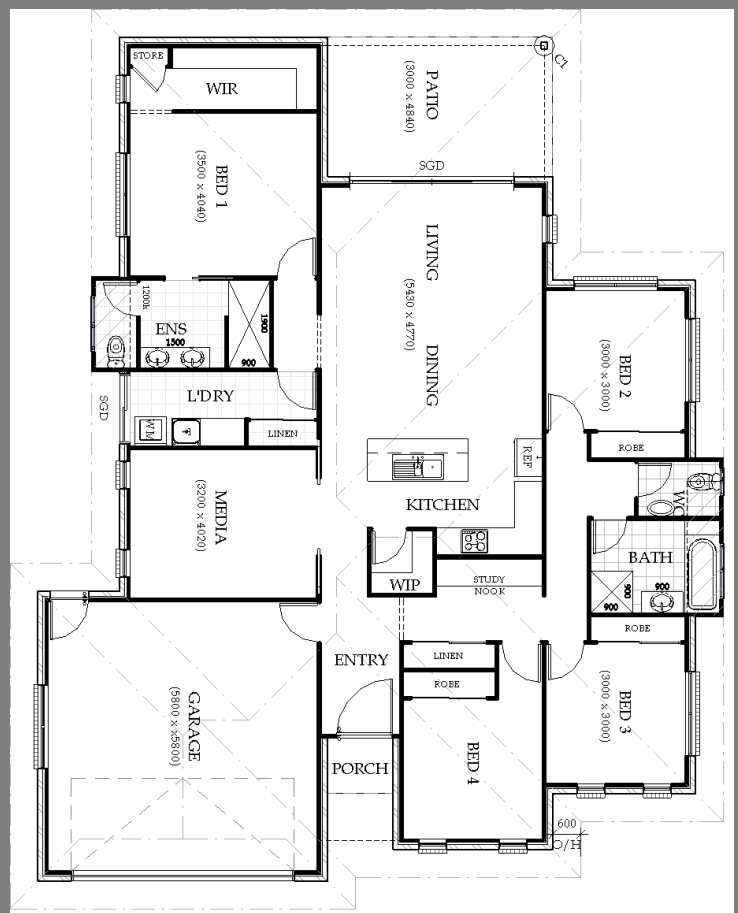 STORE
WIR
C1
PATIO
(3000 x 4840)
SGD
BED 1
(3500 x 4040)
LIVING
(5430 x 4770)
DINING
1200h
ENS
1500
1900
900
L'DRY
SGD
WM
LINEN
BED 2
(3000 x 3000)
ROBE
REF
KITCHEN
WC
MEDIA
(3200 x 4020)
BATH
900
900
900
WIP
STUDY
NOOK
ROBE
ENTRY
LINEN
ROBE
GARAGE
(5800 x x5800)
BED 3
(3000 x 3000)
PORCH
BED 4
600
O/H